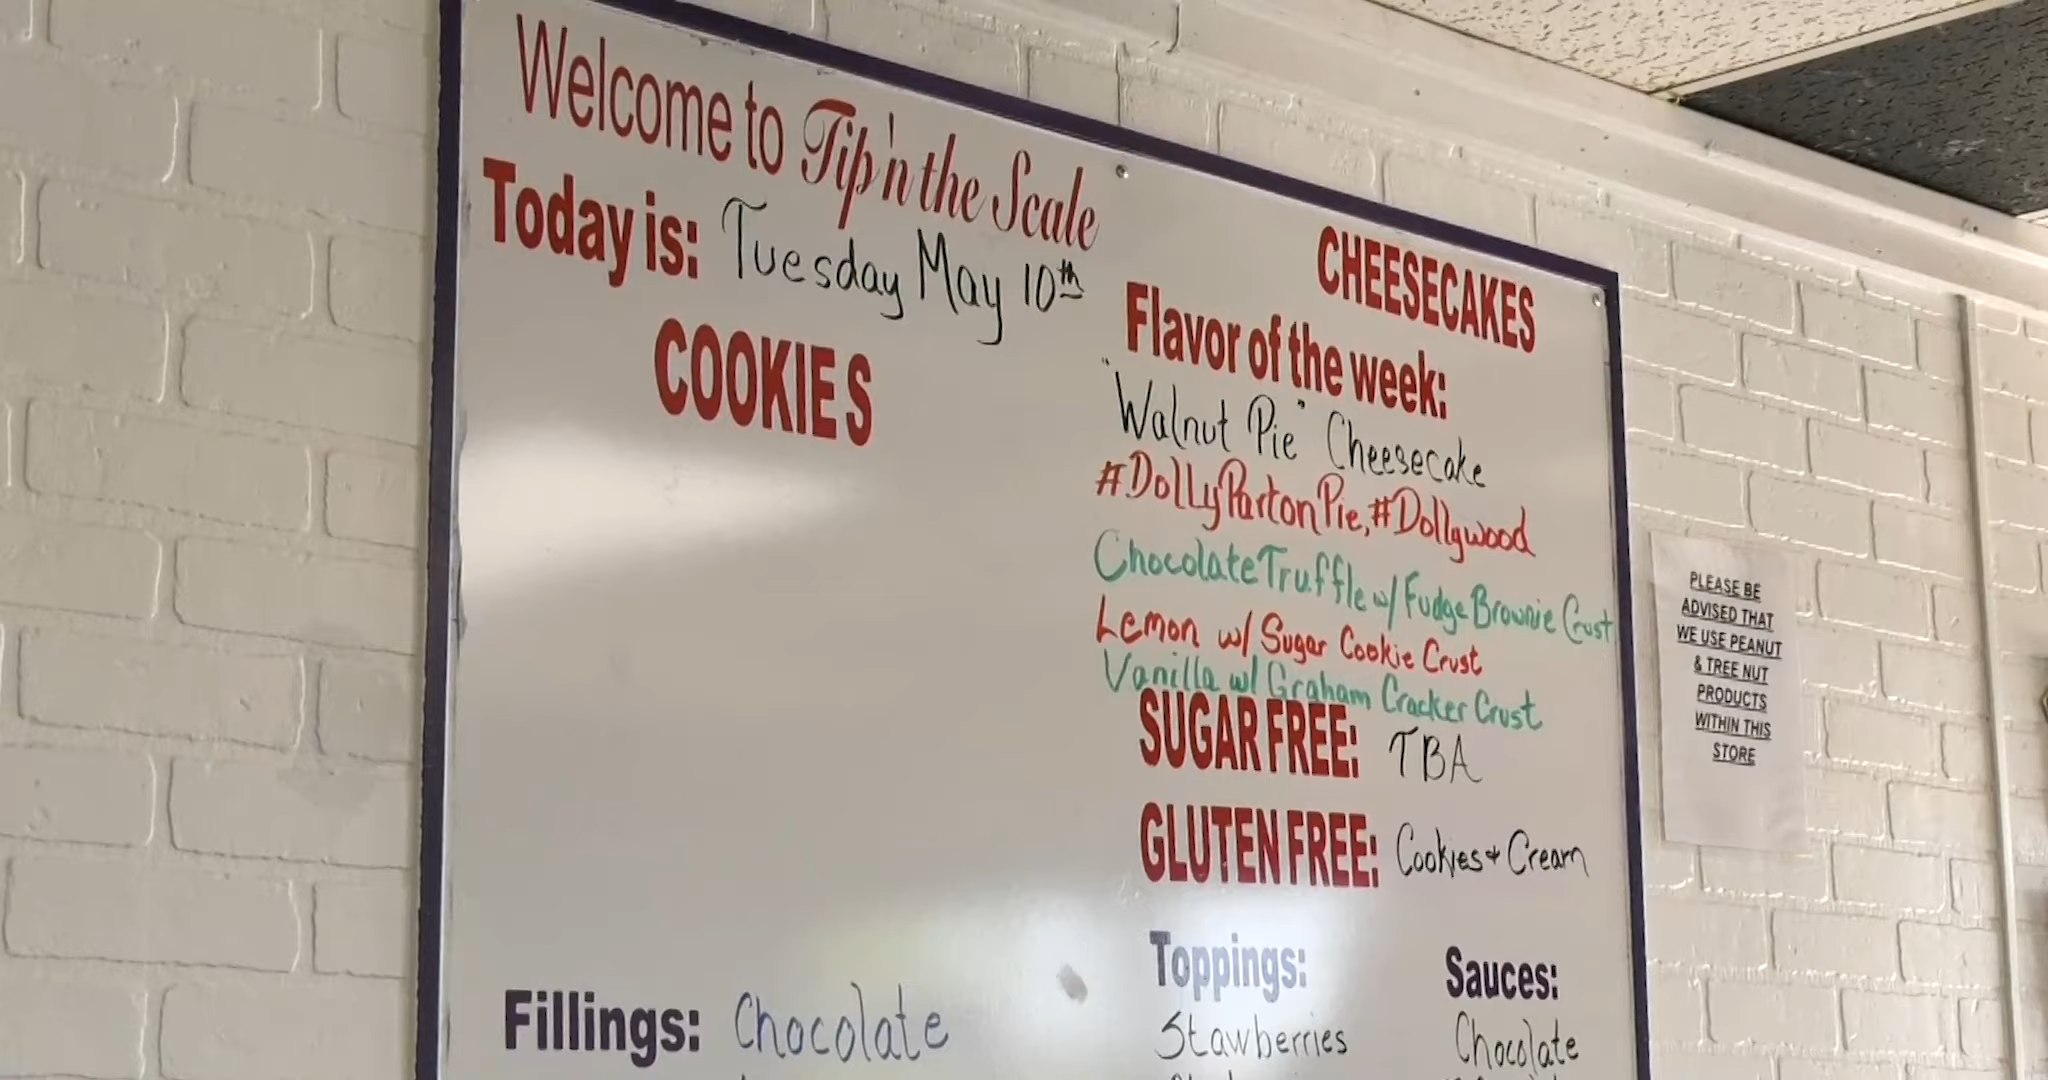 Welcome to Tip'n the Scale
Today is: Tuesday May 10th
COOKIES
Fillings: Chocolate
CHEESECAKES
Flavor of the week:
"Walnut Pie" Cheesecake
#DollyPartonPie, #Dollywood
Chocolate Truffle w/ Fudge Brownie Crust
Lemon w/ Sugar Cookie Crust
Vanilla w/ Graham Cracker Crust
SUGAR FREE: TBA
GLUTEN FREE: Cookies + Cream
Toppings:
Stawberries
Sauces:
Chocolate
PLEASE BE
ADVISED THAT
WE USE PEANUT
& TREE NUT
PRODUCTS
WITHIN THIS
STORE